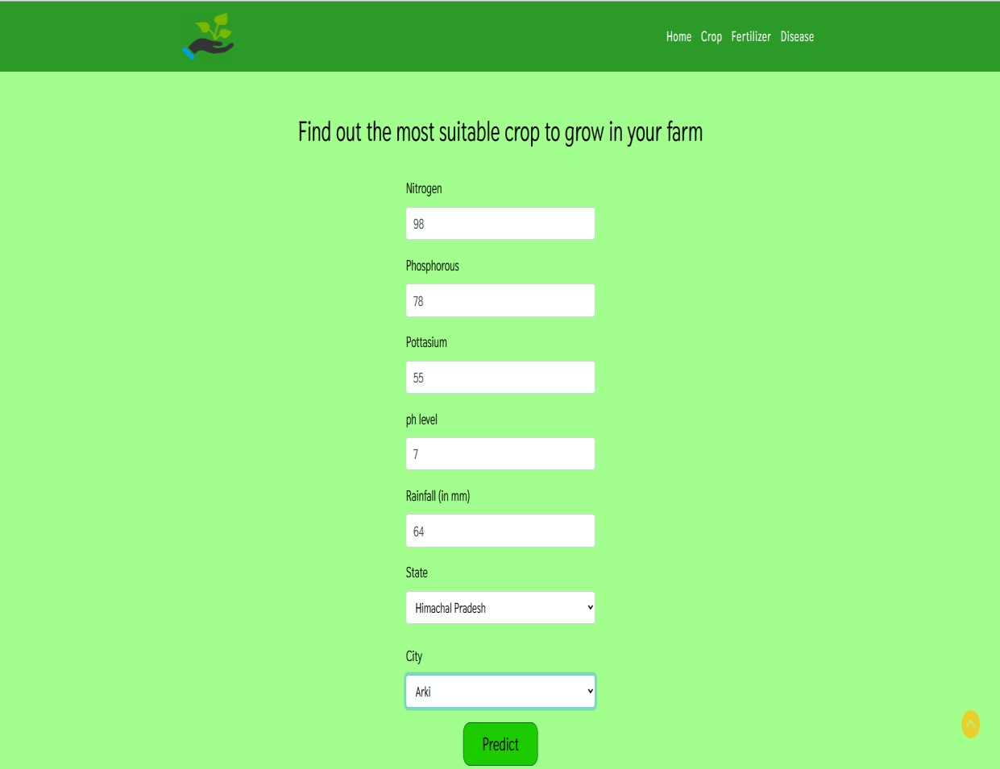 Home Crop Fertilizer Disease
Find out the most suitable crop to grow in your farm
Nitrogen
98
Phosphorous
78
Pottasium
55
ph level
7
Rainfall (in mm)
64
State
Himachal Pradesh
City
Arki
Predict